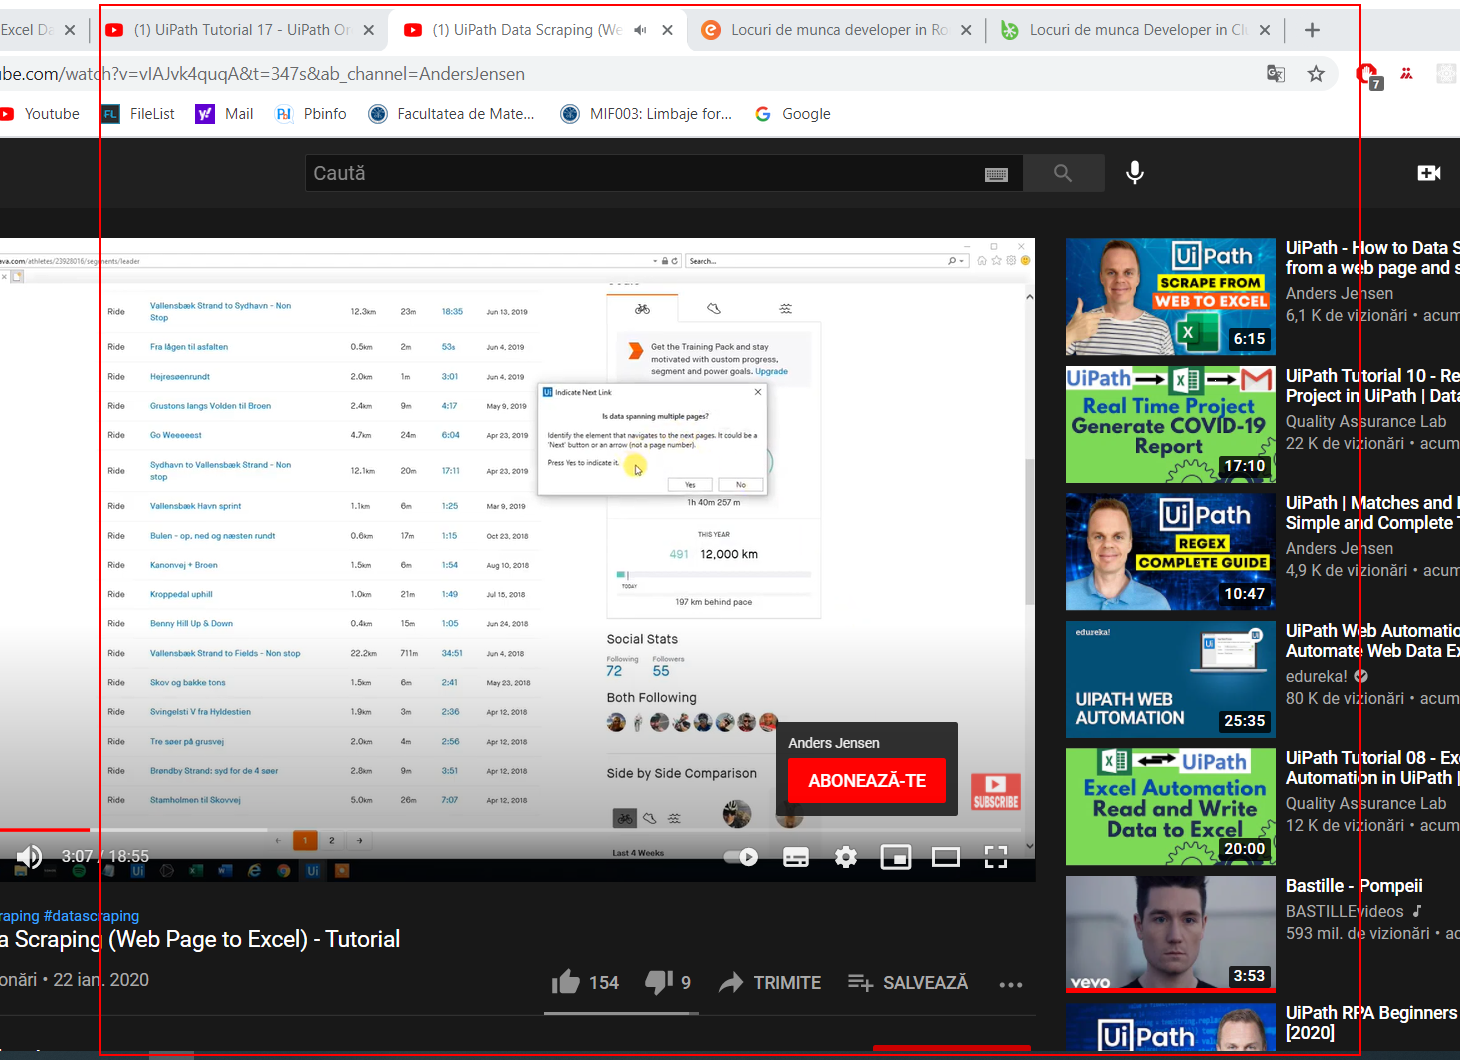 Excel Da
(1) UiPath Tutorial 17 - UiPath Or
(1) UiPath Data Scraping (We
Locuri de munca developer in Ro
Locuri de munca Developer in Clu
be.com/watch?v=vIAJvk4quqA&t=347s&ab_channel=AndersJensen
7
Youtube
FL FileList
y! Mail
Pbinfo
Facultatea de Mate...
MIF003: Limbaje for...
Google
Caută
ava.com/athletes/23928016/segments/leader
Search...
Ride Vallensbæk Strand to Sydhavn - Non Stop 12.3km 23m 18:35 Jun 13, 2019
Ride Fra lågen til asfalten 0.5km 2m 53s Jun 4, 2019
Ride Hejresøenrundt 2.0km 1m 3:01 Jun 4, 2019
Ride Grustons langs Volden til Broen 2.4km 9m 4:17 May 9, 2019
Ride Go Weeeeest 4.7km 24m 6:04 Apr 23, 2019
Ride Sydhavn to Vallensbæk Strand - Non stop 12.1km 20m 17:11 Apr 23, 2019
Ride Vallensbæk Havn sprint 1.1km 6m 1:25 Mar 9, 2019
Ride Bulen - op, ned og næsten rundt 0.6km 17m 1:15 Oct 23, 2018
Ride Kanonvej + Broen 1.5km 6m 1:54 Aug 10, 2018
Ride Kroppedal uphill 1.0km 21m 1:49 Jul 15, 2018
Ride Benny Hill Up & Down 0.4km 15m 1:05 Jun 24, 2018
Ride Vallensbæk Strand to Fields - Non stop 22.2km 711m 34:51 Jun 4, 2018
Ride Skov og bakke tons 1.5km 6m 2:41 May 23, 2018
Ride Svingelsti V fra Hyldestien 1.9km 3m 2:36 Apr 12, 2018
Ride Tre søer på grusvej 2.0km 4m 2:56 Apr 12, 2018
Ride Brøndby Strand: syd for de 4 søer 2.8km 9m 3:51 Apr 12, 2018
Ride Stamholmen til Skovvej 5.0km 26m 7:07 Apr 12, 2018
1 2
Get the Training Pack and stay
motivated with custom progress,
segment and power goals. Upgrade
Ui Indicate Next Link
Is data spanning multiple pages?
Identify the element that navigates to the next pages. It could be a
'Next' button or an arrow (not a page number).
Press Yes to indicate it.
Yes No
1h 40m 257 m
THIS YEAR
491 12,000 km
TODAY
197 km behind pace
Social Stats
Following Followers
72 55
Both Following
Side by Side Comparison
Last 4 Weeks
Anders Jensen
ABONEAZĂ-TE
SUBSCRIBE
3:07 / 18:55
raping #datascraping
a Scraping (Web Page to Excel) - Tutorial
onări • 22 ian. 2020
154
9
TRIMITE
SALVEAZĂ
UiPath
SCRAPE FROM
WEB TO EXCEL
6:15
UiPath - How to Data S
from a web page and s
Anders Jensen
6,1 K de vizionări • acum
UiPath
Real Time Project
Generate COVID-19
Report
17:10
UiPath Tutorial 10 - Re
Project in UiPath | Data
Quality Assurance Lab
22 K de vizionări • acum
UiPath
REGEX
COMPLETE GUIDE
10:47
UiPath | Matches and
Simple and Complete T
Anders Jensen
4,9 K de vizionări • acum
edureka!
UIPATH WEB
AUTOMATION
25:35
UiPath Web Automatio
Automate Web Data Ex
edureka!
80 K de vizionări • acum
UiPath
Excel Automation
Read and Write
Data to Excel
20:00
UiPath Tutorial 08 - Exc
Automation in UiPath |
Quality Assurance Lab
12 K de vizionări • acum
vevo
3:53
Bastille - Pompeii
BASTILLEvideos
593 mil. de vizionări • ac
UiPath
UiPath RPA Beginners
[2020]